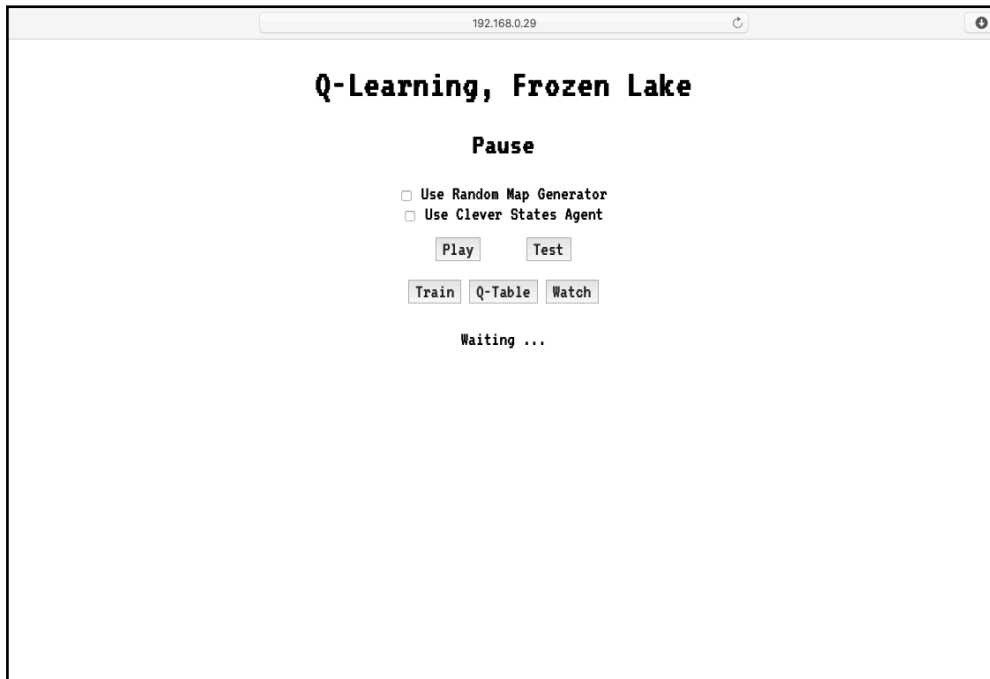 192.168.0.29
Q-Learning, Frozen Lake
Pause
Use Random Map Generator
Use Clever States Agent
Play Test
Train Q-Table Watch
Waiting ...